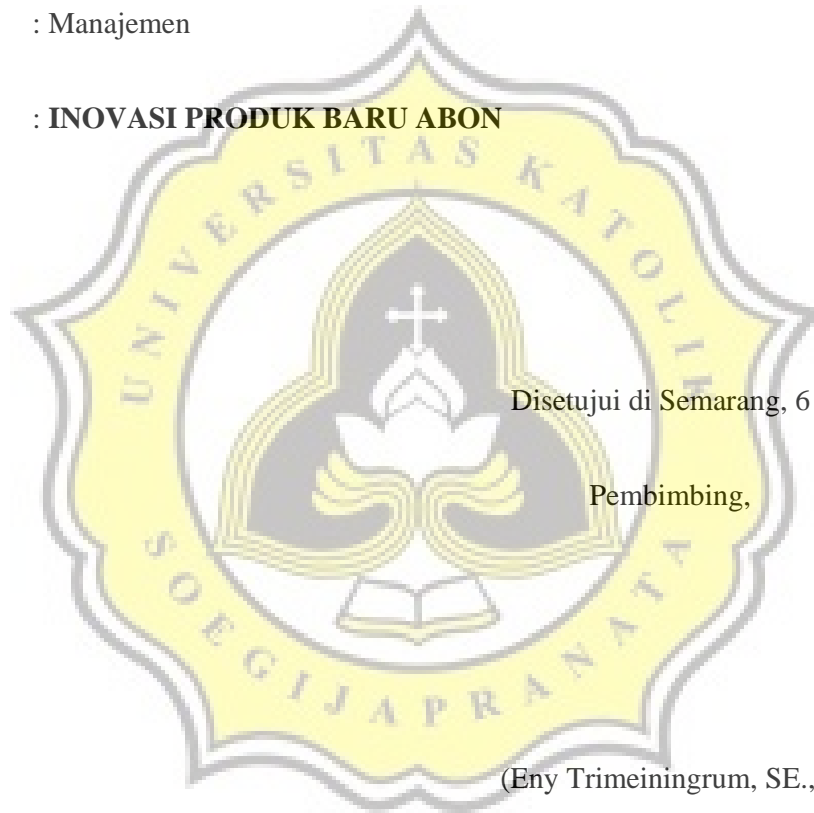 : Manajemen
: INOVASI PRODUK BARU ABON
UNIVERSITAS KATOLIK
Disetujui di Semarang, 6
Pembimbing,
SOEGIJAPRANATA
(Eny Trimeiningrum, SE.,